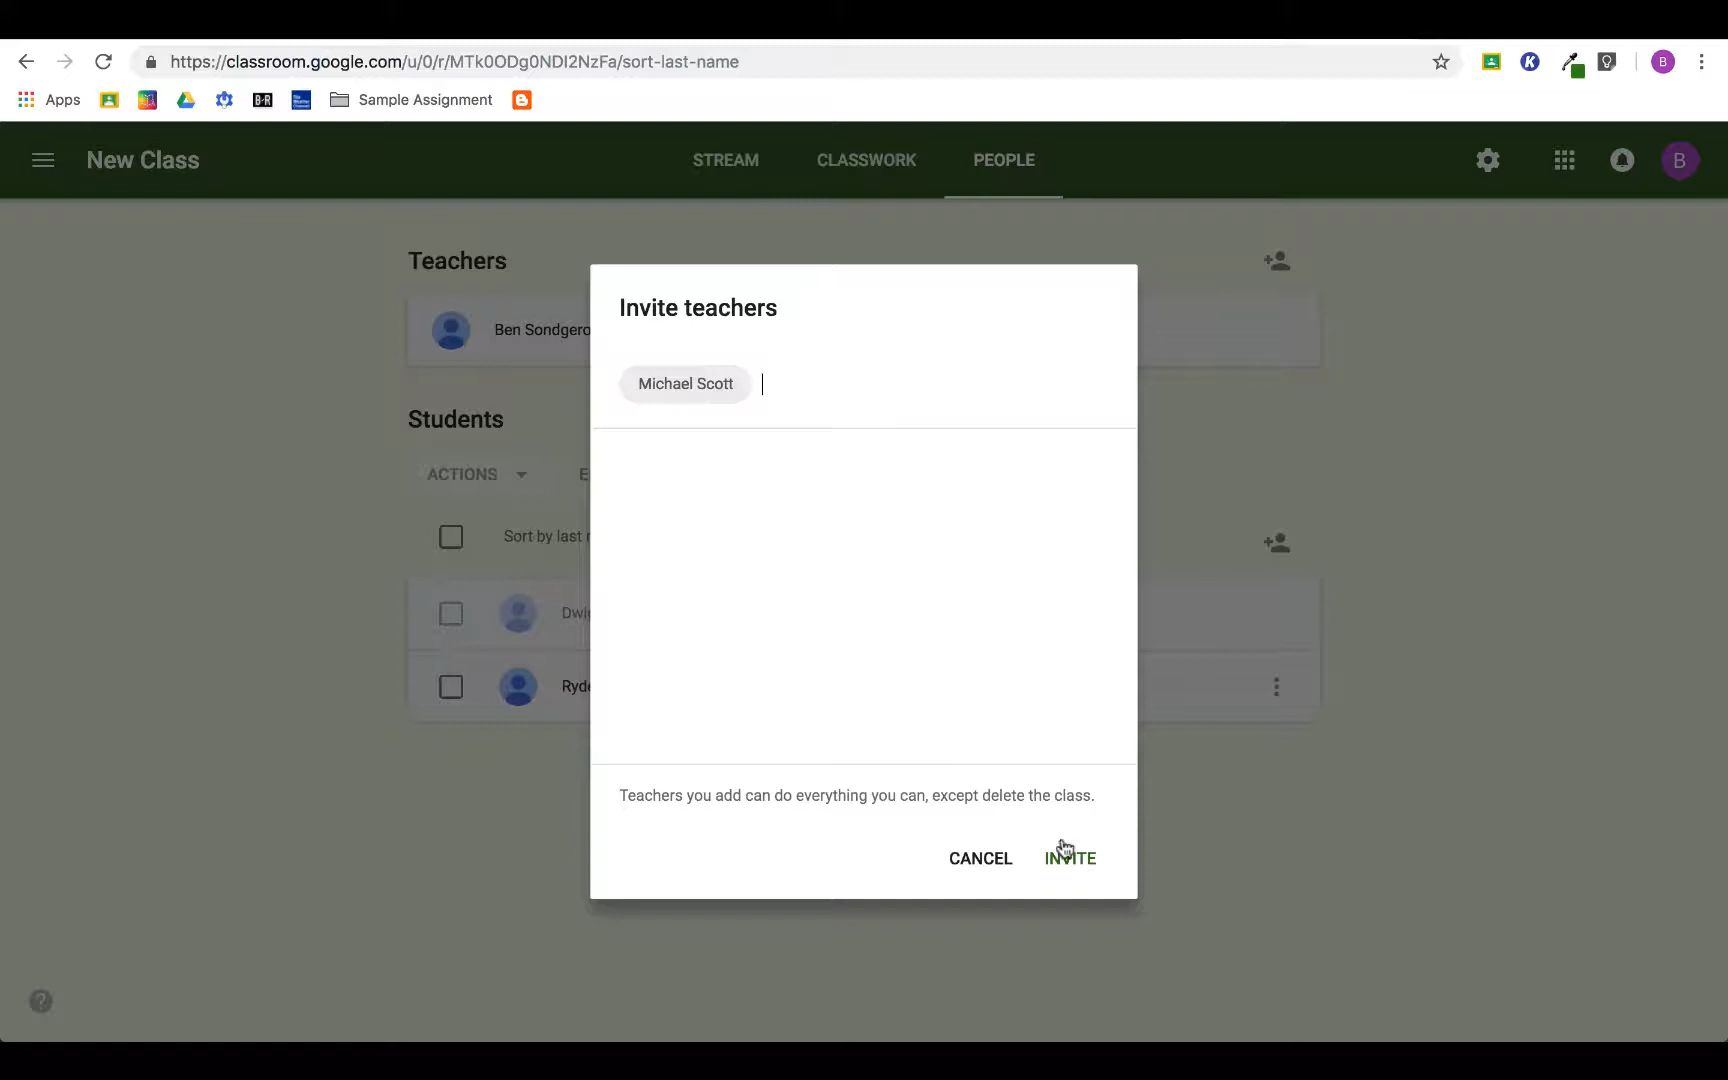 https://classroom.google.com/u/0/r/MTk0ODg0NDI2NzFa/sort-last-name
K
B
Apps
B/R
Sample Assignment
New Class
STREAM
CLASSWORK
PEOPLE
B
Teachers
Invite teachers
Ben Sondgero
Michael Scott
Students
ACTIONS
E
Sort by last r
Dwi
Ryde
Teachers you add can do everything you can, except delete the class.
CANCEL
INVITE
?